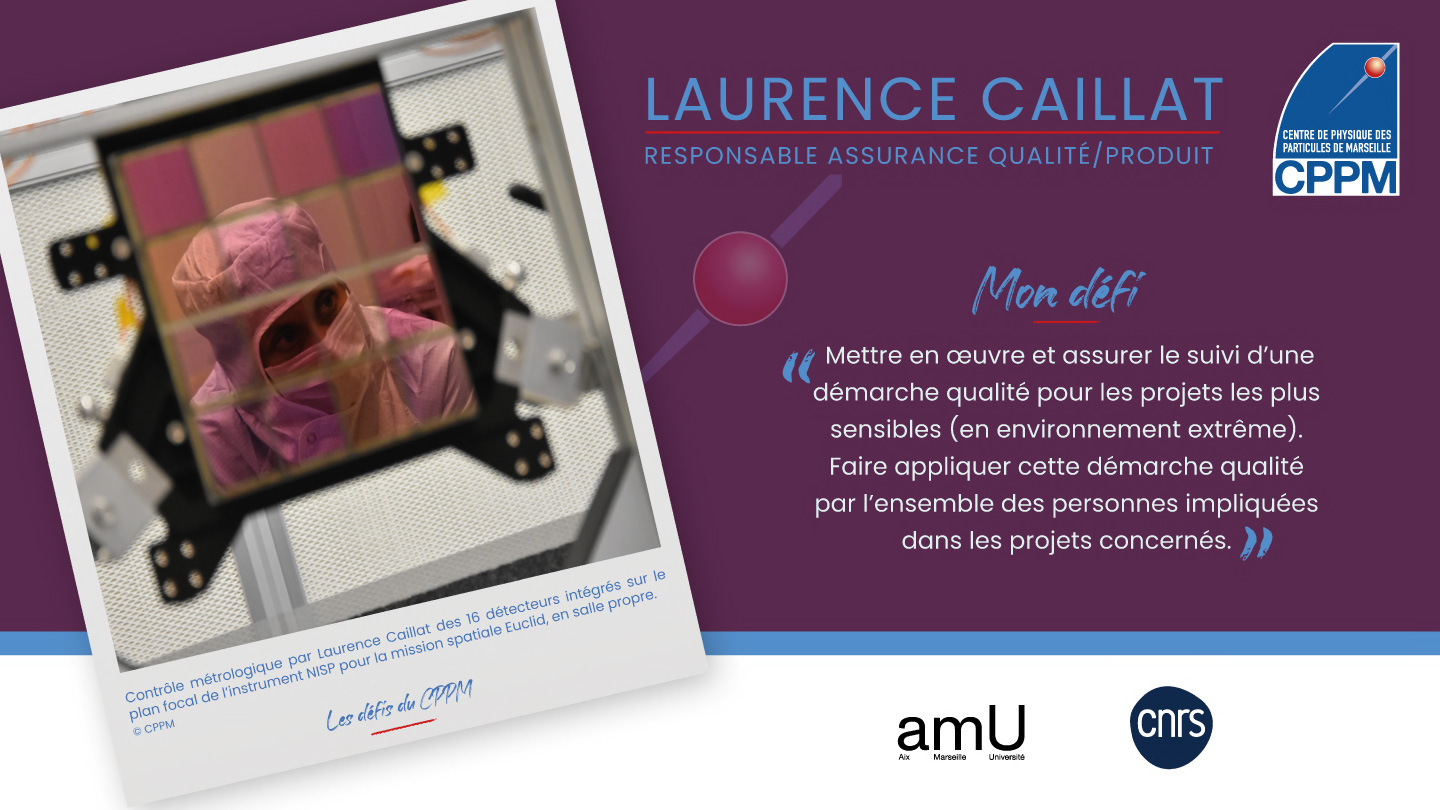 LAURENCE CAILLAT
RESPONSABLE ASSURANCE QUALITÉ/PRODUIT
CENTRE DE PHYSIQUE DES
PARTICULES DE MARSEILLE
CPPM
Mon défi
“ Mettre en œuvre et assurer le suivi d’une
démarche qualité pour les projets les plus
sensibles (en environnement extrême).
Faire appliquer cette démarche qualité
par l’ensemble des personnes impliquées
dans les projets concernés. ”
Contrôle métrologique par Laurence Caillat des 16 détecteurs intégrés sur le
plan focal de l’instrument NISP pour la mission spatiale Euclid, en salle propre.
© CPPM
Les défis du CPPM
amU
Aix Marseille Université
cnrs